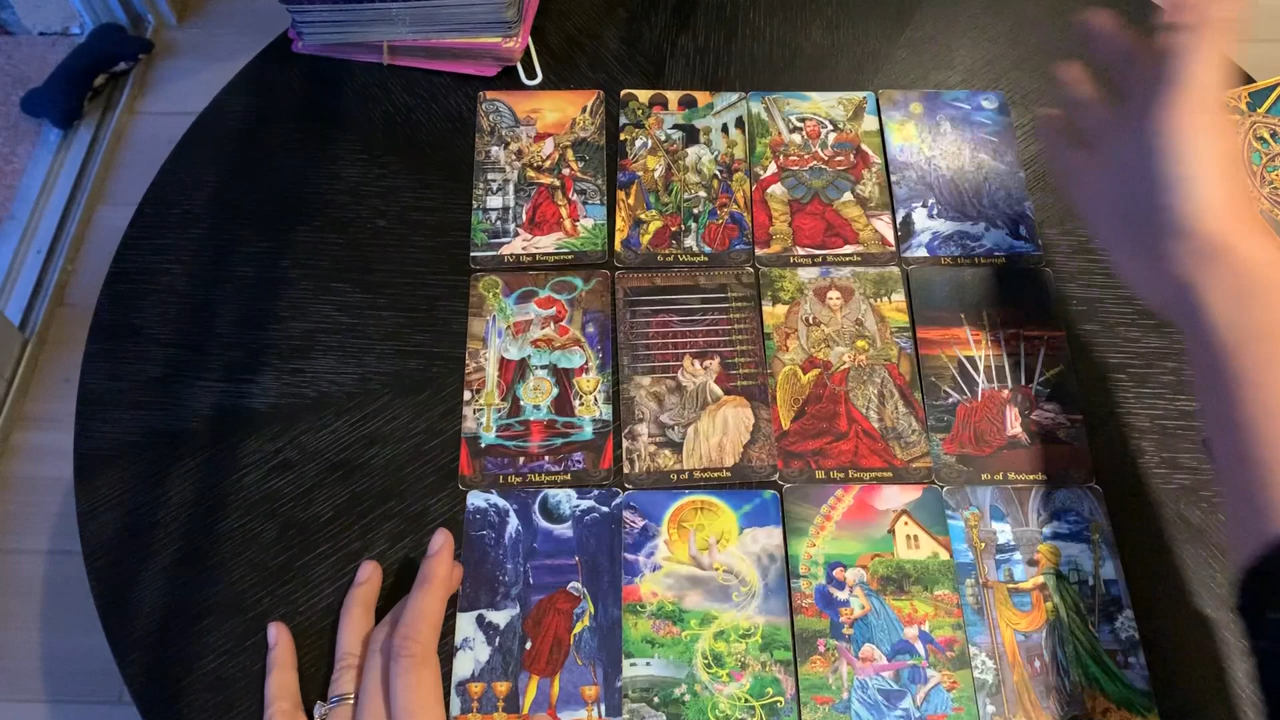 IV. the Emperor
6 of Wands
King of Swords
IX. the Hermit
I. the Alchemist
9 of Swords
III. the Empress
10 of Swords